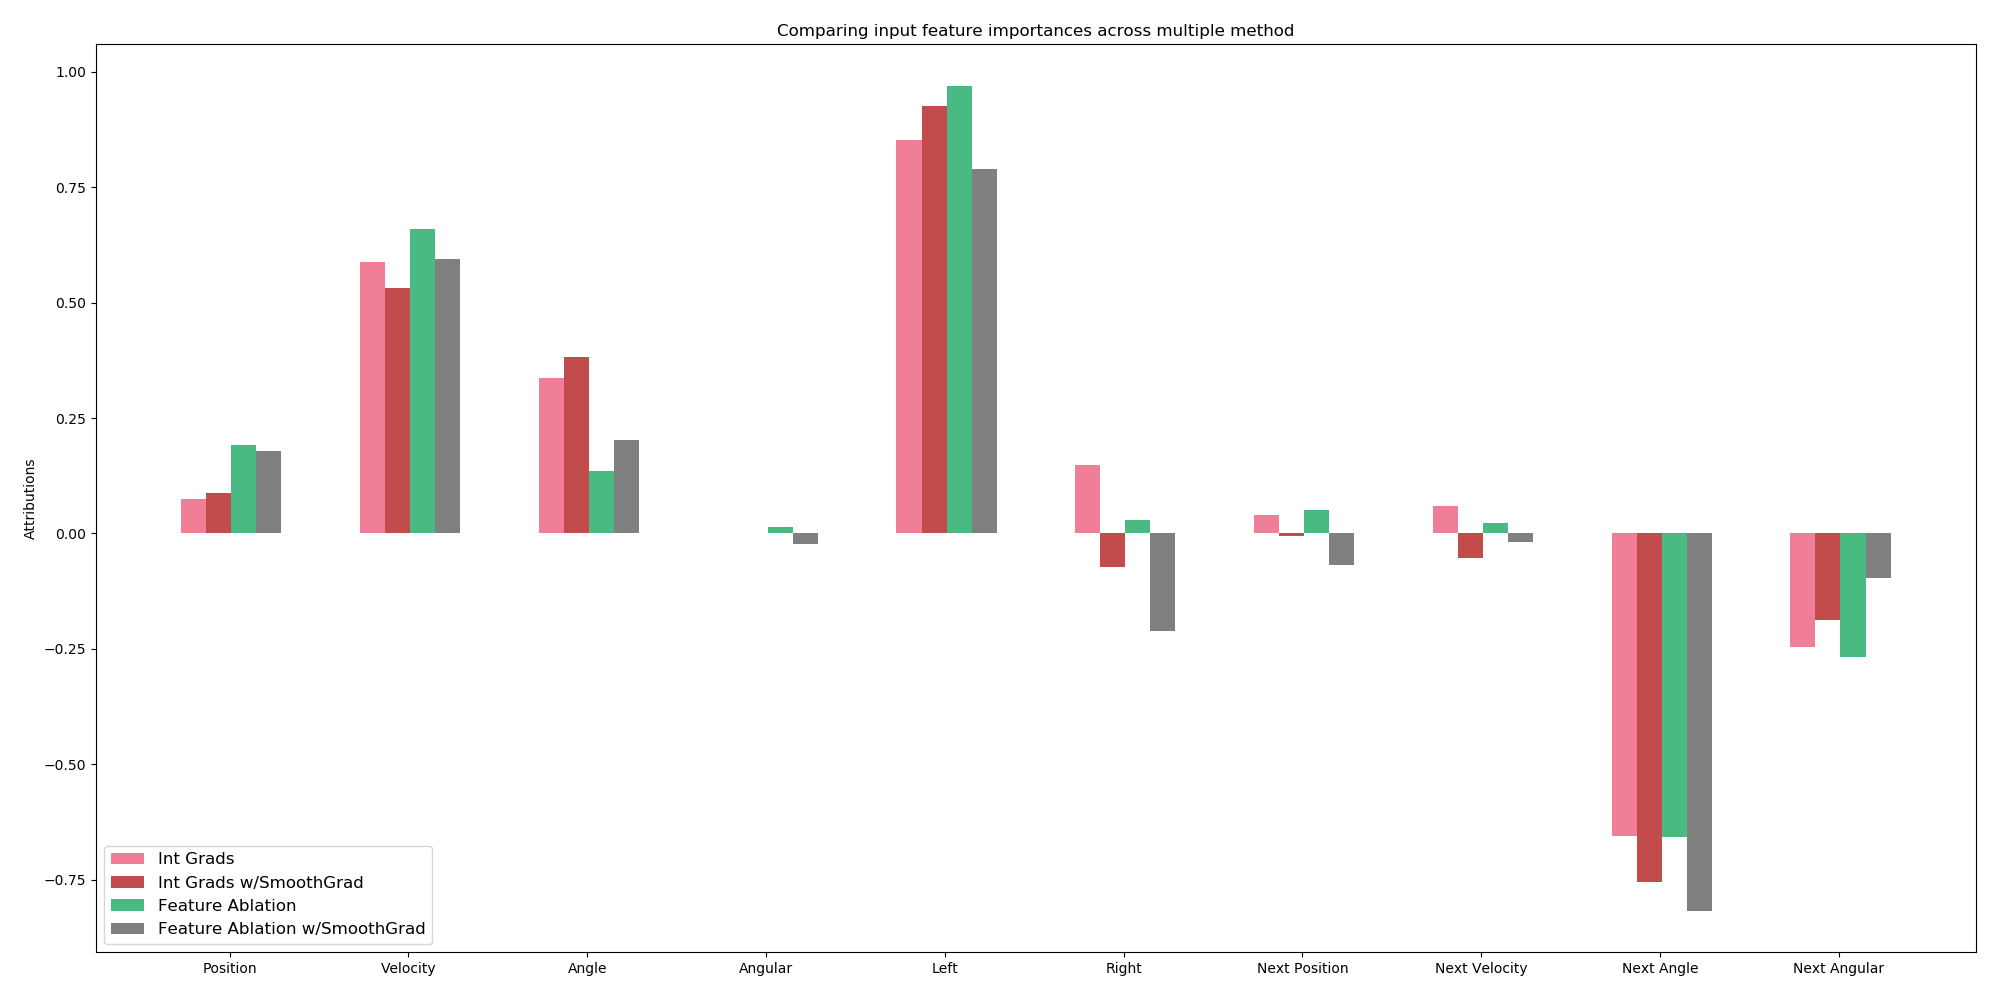 Comparing input feature importances across multiple method
Attributions
1.00
0.75
0.50
0.25
0.00
−0.25
−0.50
−0.75
Int Grads
Int Grads w/SmoothGrad
Feature Ablation
Feature Ablation w/SmoothGrad
Position Velocity Angle Angular Left Right Next Position Next Velocity Next Angle Next Angular